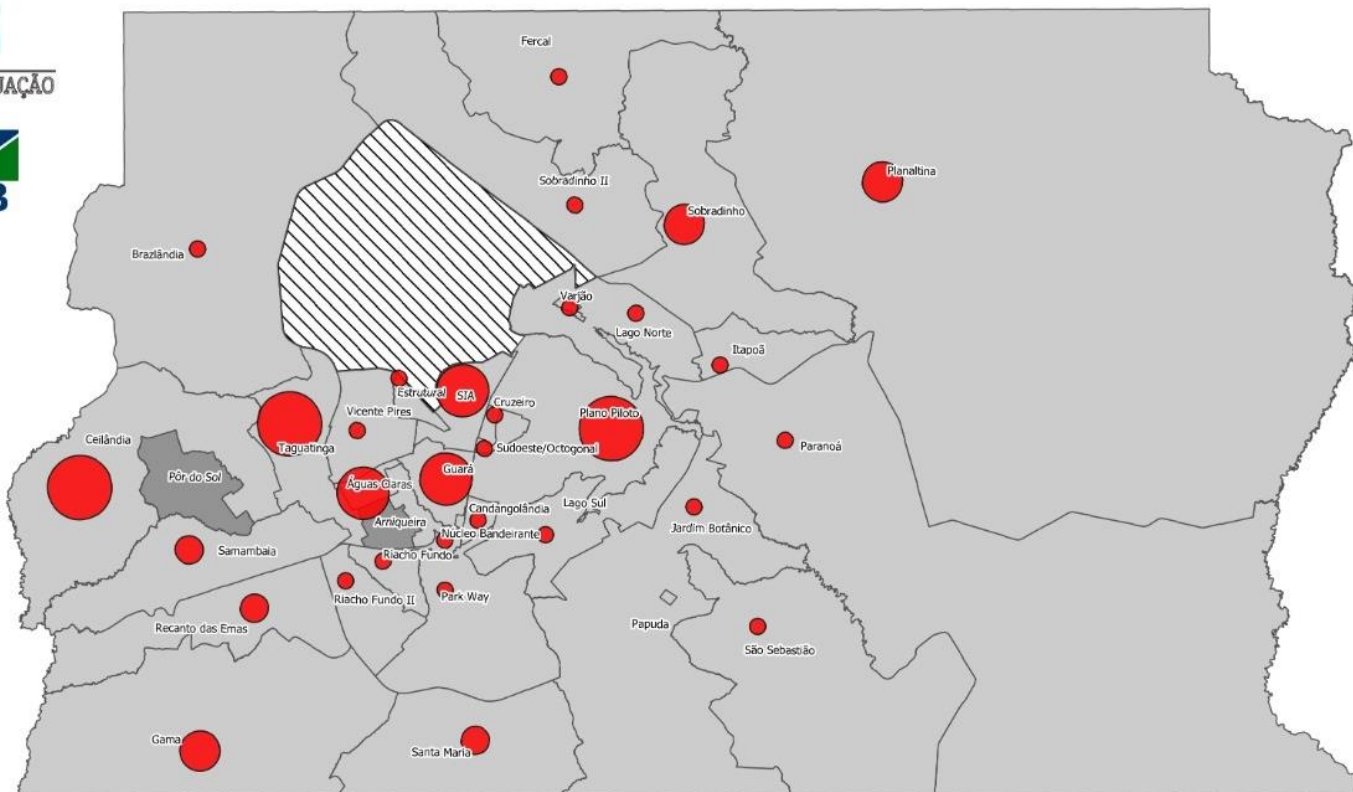 Fercal
UAÇÃO
B
Planaltina
Sobradinho II
Sobradinho
Brazlândia
Varjão
Lago Norte
Itapoã
Estrutural
SIA
Cruzeiro
Vicente Pires
Plano Piloto
Ceilândia
Taguatinga
Sudoeste/Octogonal
Paranoá
Guará
Pôr do Sol
Águas Claras
Lago Sul
Candangolândia
Arniqueira
Jardim Botânico
Núcleo Bandeirante
Samambaia
Riacho Fundo
Riacho Fundo II
Park Way
Recanto das Emas
Papuda
São Sebastião
Gama
Santa Maria